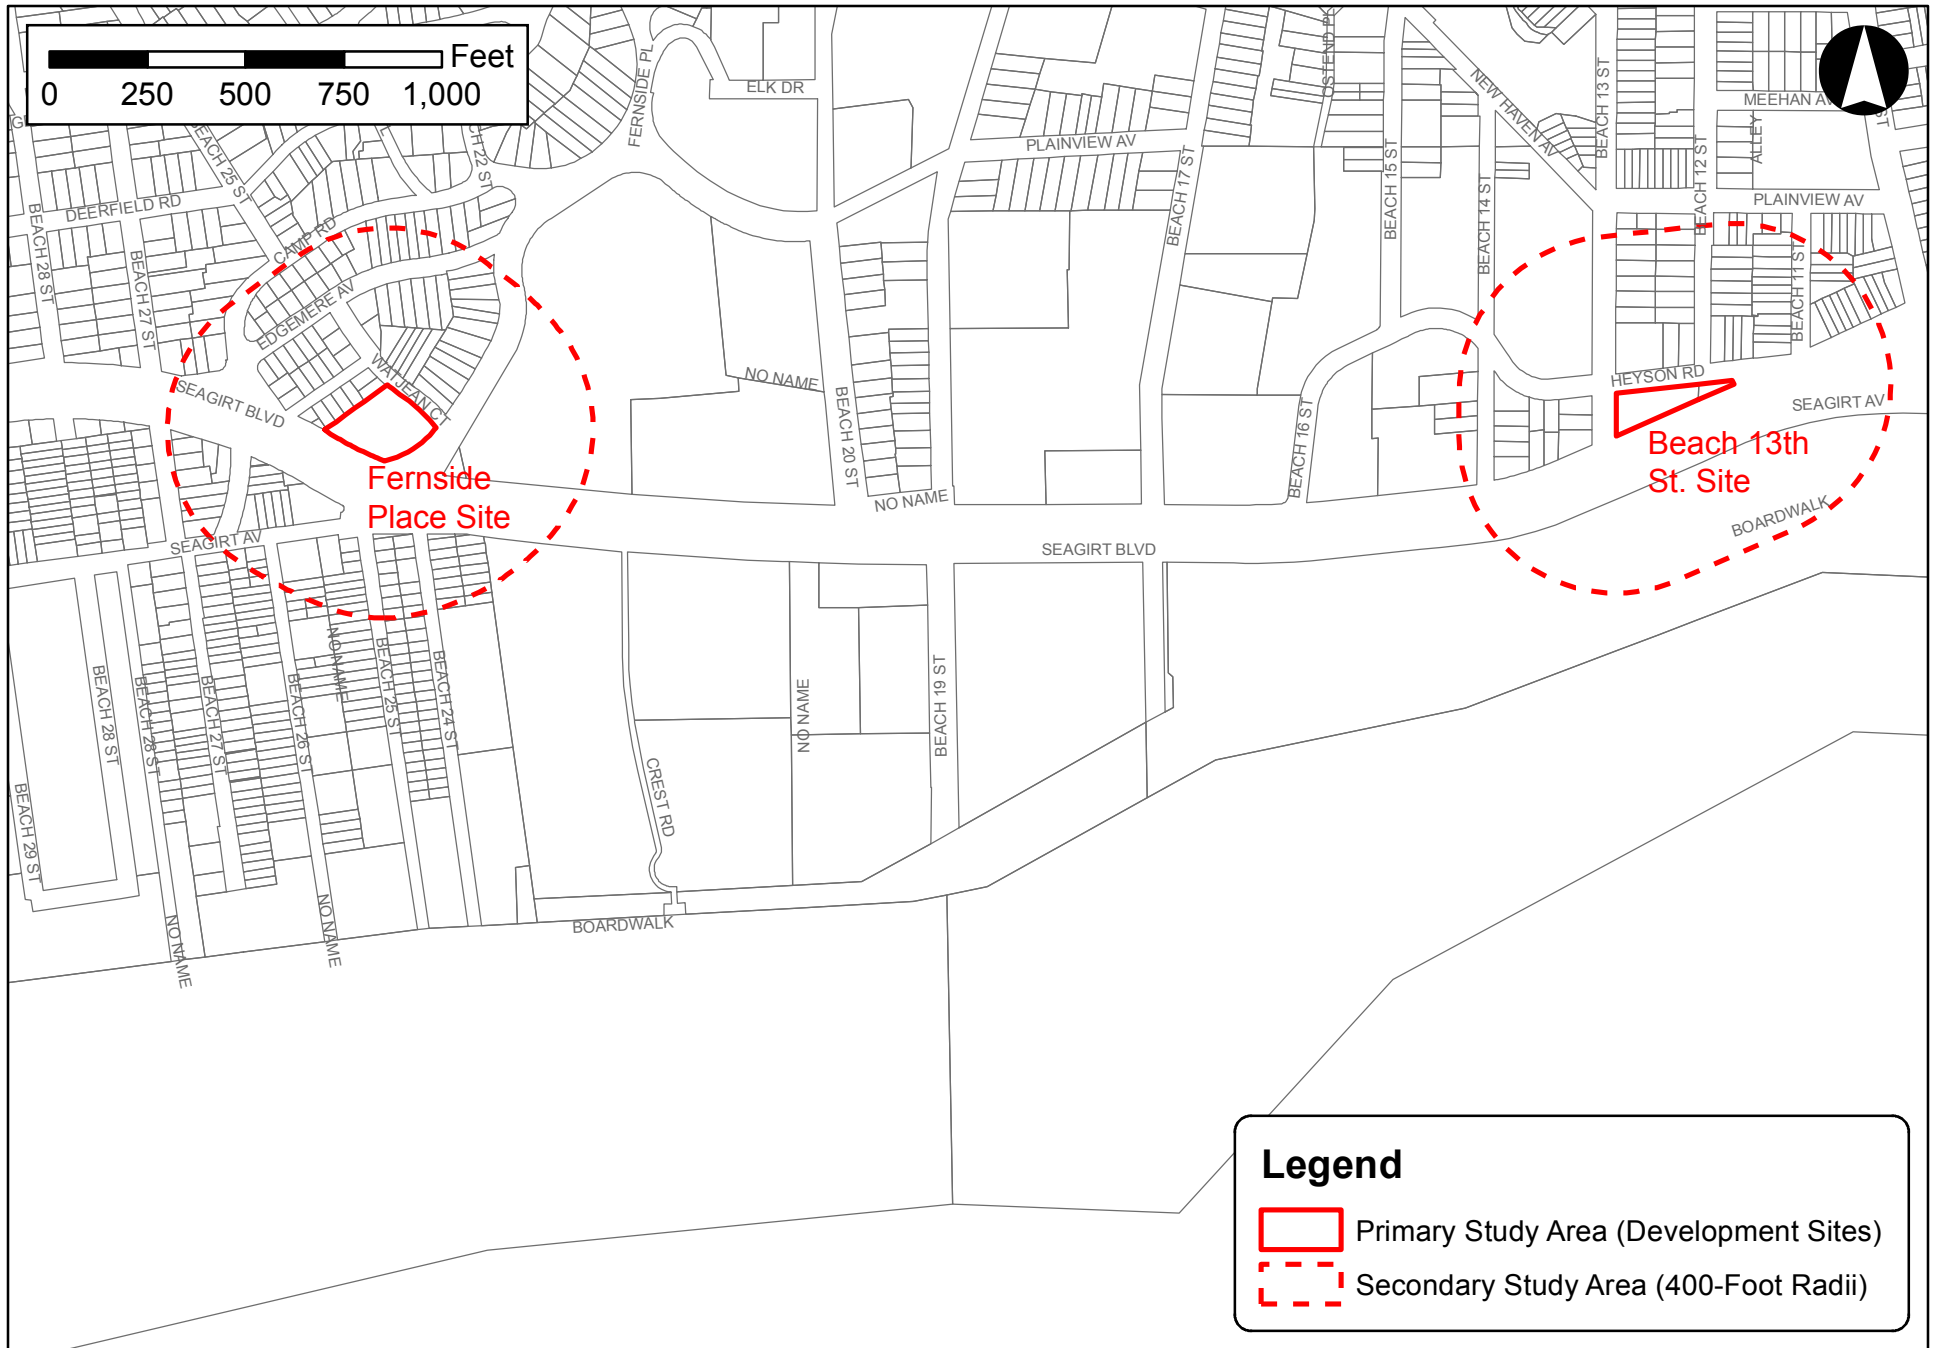 Feet
0 250 500 750 1,000
FERNSIDE PL
ELK DR
OSTEND PL
NEW HAVEN AV
BEACH 13 ST
MEEHAN AV
ALLEY
BEACH 12 ST
PLAINVIEW AV
PLAINVIEW AV
BEACH 17 ST
BEACH 15 ST
BEACH 14 ST
BEACH 11 ST
BEACH 25 ST
CH 22 ST
DEERFIELD RD
CAMP RD
BEACH 28 ST
BEACH 27 ST
EDGEMERE AV
WATJEAN CT
SEAGIRT BLVD
NO NAME
BEACH 20 ST
BEACH 16 ST
HEYSON RD
SEAGIRT AV
Beach 13th
St. Site
Fernside
Place Site
NO NAME
BOARDWALK
SEAGIRT AV
SEAGIRT BLVD
NO NAME
BEACH 28 ST
BEACH 28 ST
BEACH 27 ST
BEACH 26 ST
BEACH 25 S
BEACH 24 ST
NO NAME
BEACH 19 ST
CREST RD
BEACH 29 ST
NO NAME
NO NAME
BOARDWALK
Legend
Primary Study Area (Development Sites)
Secondary Study Area (400-Foot Radii)